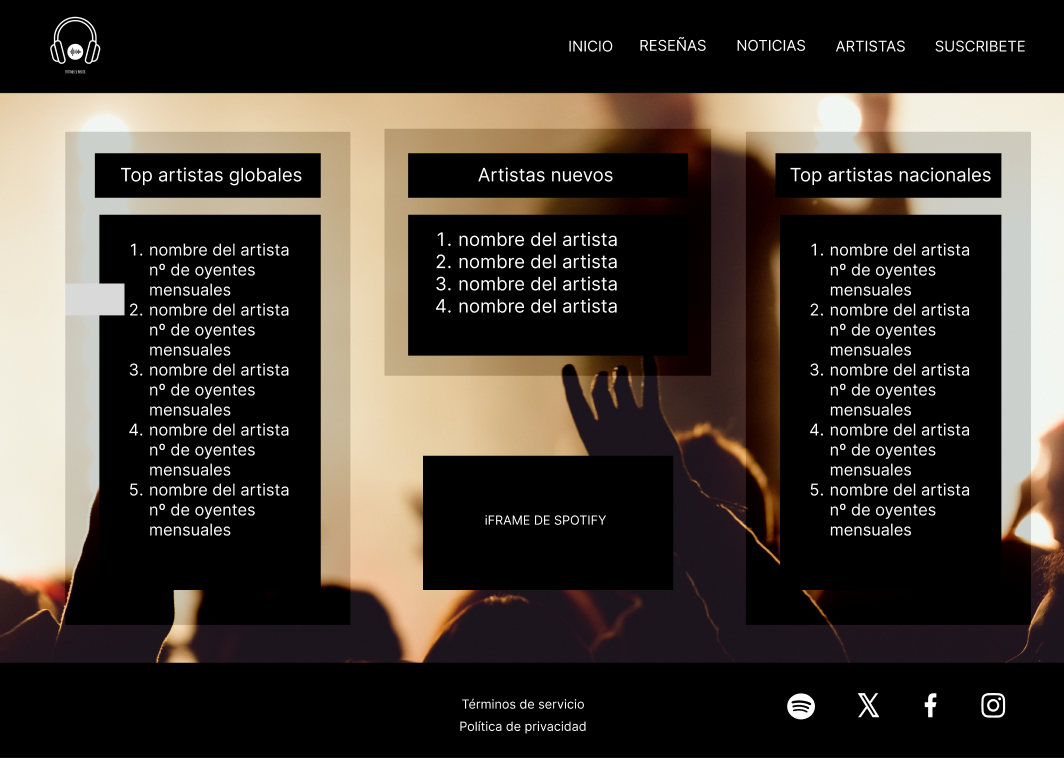 INICIO RESEÑAS NOTICIAS ARTISTAS SUSCRIBETE
Top artistas globales
1. nombre del artista
nº de oyentes
mensuales
2. nombre del artista
nº de oyentes
mensuales
3. nombre del artista
nº de oyentes
mensuales
4. nombre del artista
nº de oyentes
mensuales
5. nombre del artista
nº de oyentes
mensuales
Artistas nuevos
1. nombre del artista
2. nombre del artista
3. nombre del artista
4. nombre del artista
iFRAME DE SPOTIFY
Top artistas nacionales
1. nombre del artista
nº de oyentes
mensuales
2. nombre del artista
nº de oyentes
mensuales
3. nombre del artista
nº de oyentes
mensuales
4. nombre del artista
nº de oyentes
mensuales
5. nombre del artista
nº de oyentes
mensuales
Términos de servicio
Política de privacidad